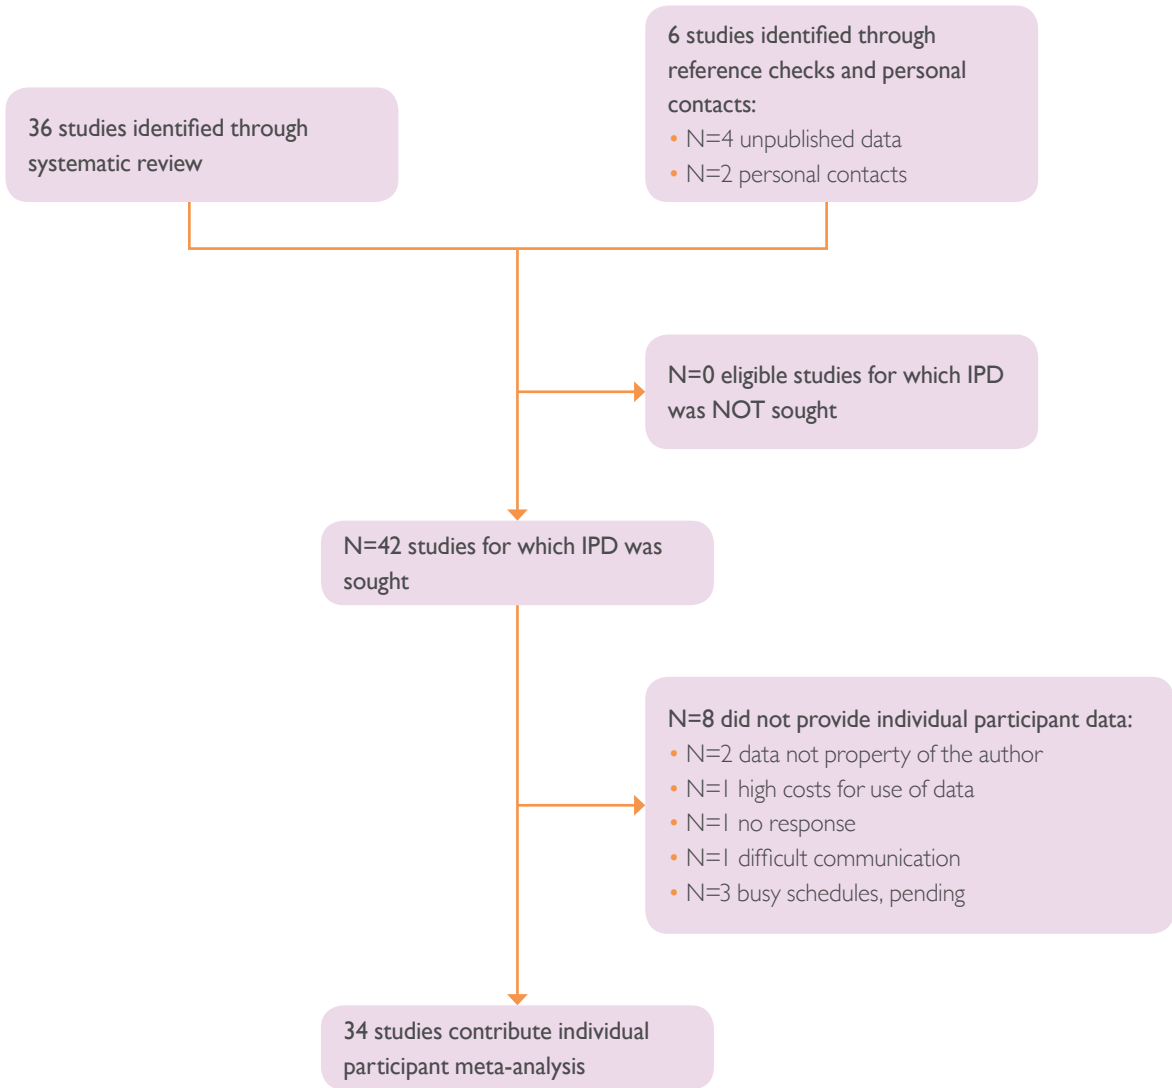 36 studies identified through
systematic review
6 studies identified through
reference checks and personal
contacts:
• N=4 unpublished data
• N=2 personal contacts
N=0 eligible studies for which IPD
was NOT sought
N=42 studies for which IPD was
sought
N=8 did not provide individual participant data:
• N=2 data not property of the author
• N=1 high costs for use of data
• N=1 no response
• N=1 difficult communication
• N=3 busy schedules, pending
34 studies contribute individual
participant meta-analysis